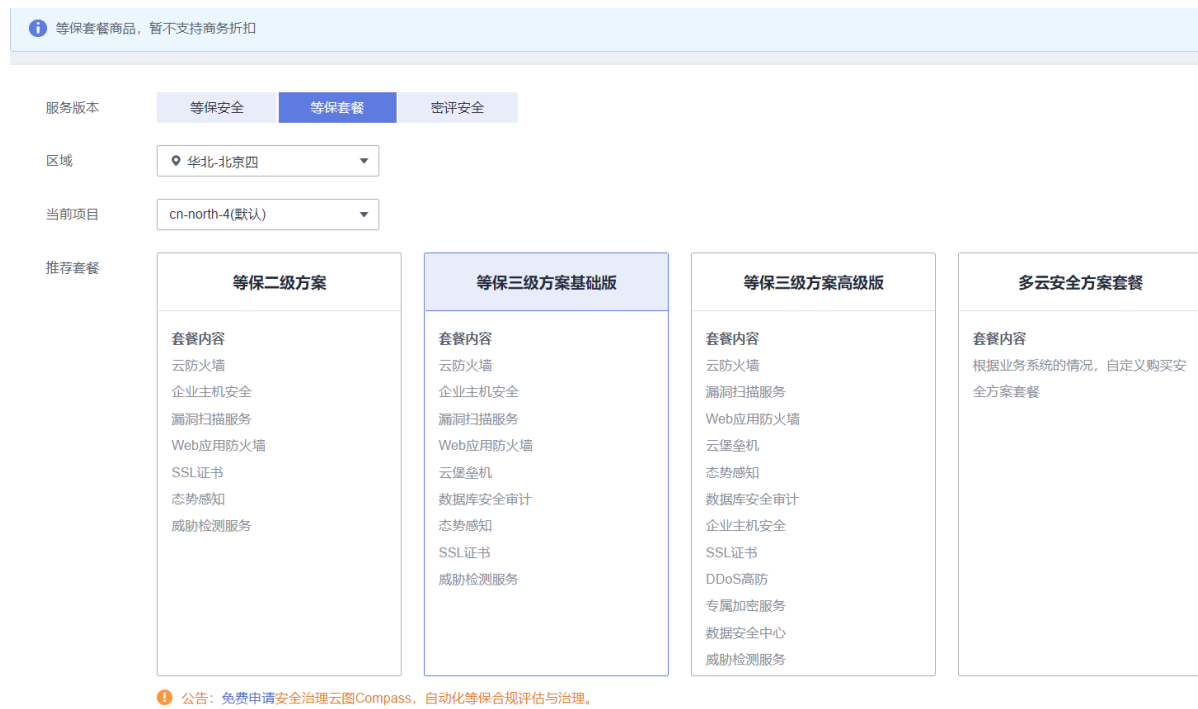 等保套餐商品，暂不支持商务折扣
服务版本
等保安全
等保套餐
密评安全
区域
华北-北京四
当前项目
cn-north-4(默认)
推荐套餐
等保二级方案
套餐内容
云防火墙
企业主机安全
漏洞扫描服务
Web应用防火墙
SSL证书
态势感知
威胁检测服务
等保三级方案基础版
套餐内容
云防火墙
企业主机安全
漏洞扫描服务
Web应用防火墙
云堡垒机
数据库安全审计
态势感知
SSL证书
威胁检测服务
等保三级方案高级版
套餐内容
云防火墙
漏洞扫描服务
Web应用防火墙
云堡垒机
态势感知
数据库安全审计
企业主机安全
SSL证书
DDoS高防
专属加密服务
数据安全中心
威胁检测服务
多云安全方案套餐
套餐内容
根据业务系统的情况，自定义购买安
全方案套餐
公告：免费申请安全治理云图Compass，自动化等保合规评估与治理。